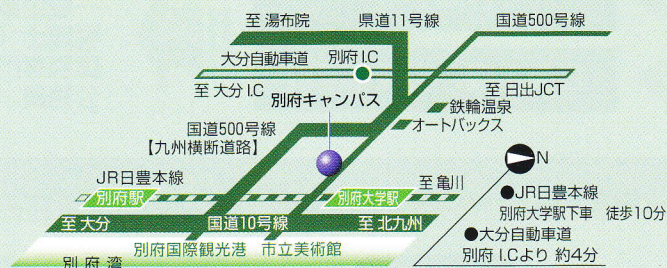 至 湯布院
県道11号線
国道500号線
大分自動車道
別府 I.C
至 大分 I.C
至 日出JCT
別府キャンパス
鉄輪温泉
オートバックス
国道500号線
【九州横断道路】
N
JR日豊本線
別府駅
別府大学駅
至 亀川
●JR日豊本線
別府大学駅下車 徒歩10分
至 大分
国道10号線
至 北九州
●大分自動車道
別府 I.Cより 約4分
別府国際観光港
市立美術館
別府湾